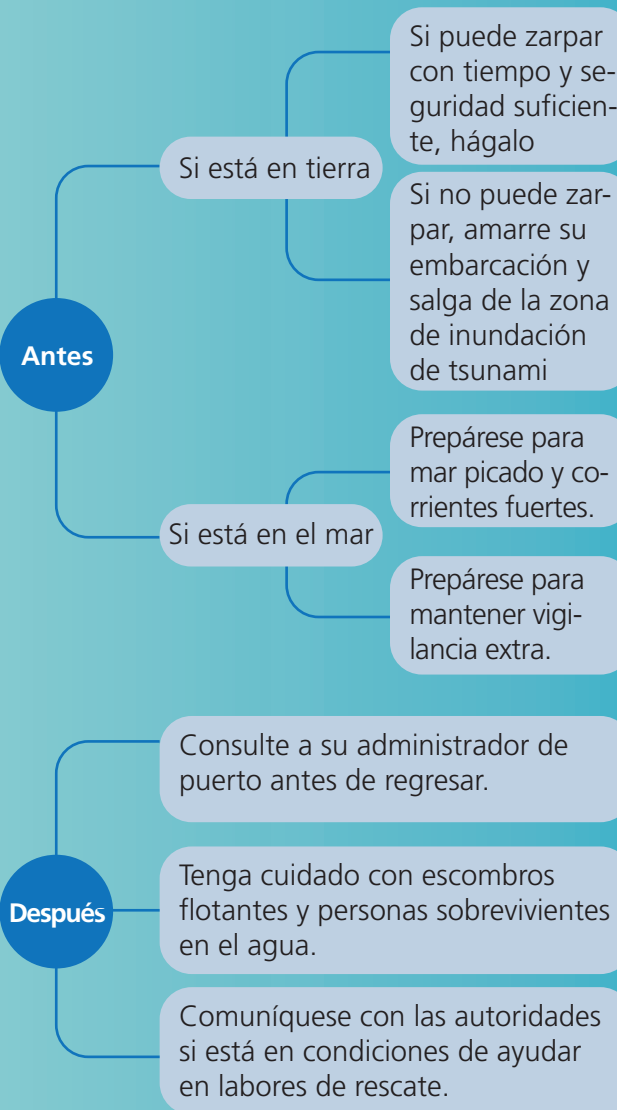 Antes
Si está en tierra
Si puede zarpar
con tiempo y se-
guridad suficien-
te, hágalo
Si no puede zar-
par, amarre su
embarcación y
salga de la zona
de inundación
de tsunami
Si está en el mar
Prepárese para
mar picado y co-
rrientes fuertes.
Prepárese para
mantener vigi-
lancia extra.
Después
Consulte a su administrador de
puerto antes de regresar.
Tenga cuidado con escombros
flotantes y personas sobrevivientes
en el agua.
Comuníquese con las autoridades
si está en condiciones de ayudar
en labores de rescate.